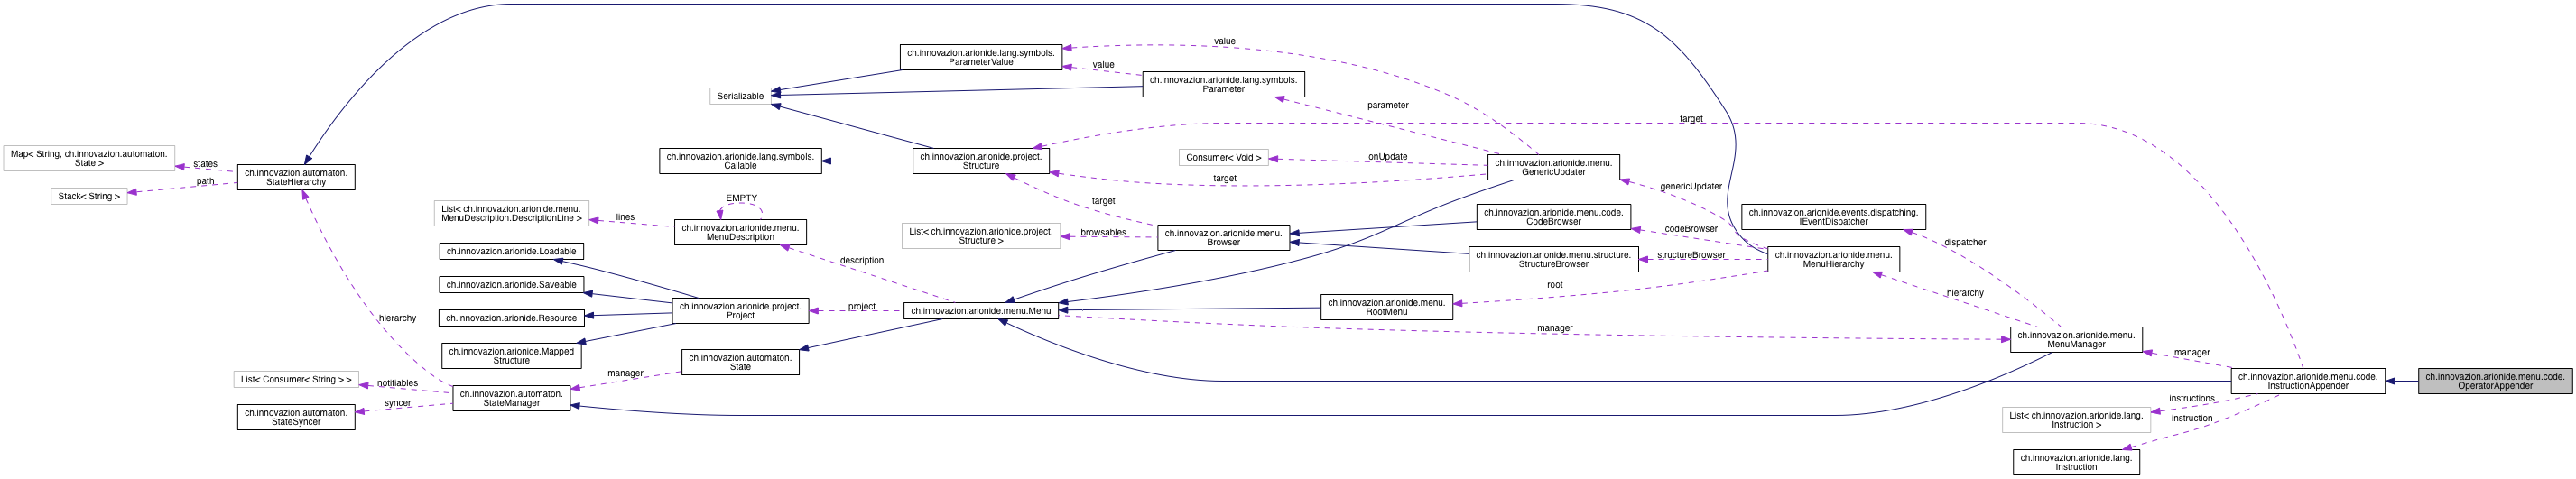 value
ch.innovazion.arionide.lang.symbols.
ParameterValue
value
ch.innovazion.arionide.lang.symbols.
Parameter
Serializable
parameter
target
Map< String, ch.innovazion.automaton.
State >
states
path
Stack< String >
ch.innovazion.automaton.
StateHierarchy
ch.innovazion.arionide.lang.symbols.
Callable
ch.innovazion.arionide.project.
Structure
Consumer< Void >
onUpdate
target
ch.innovazion.arionide.menu.
GenericUpdater
genericUpdater
List< ch.innovazion.arionide.menu.
MenuDescription.DescriptionLine >
lines
EMPTY
ch.innovazion.arionide.menu.
MenuDescription
target
List< ch.innovazion.arionide.project.
Structure >
browsables
ch.innovazion.arionide.menu.
Browser
ch.innovazion.arionide.menu.code.
CodeBrowser
codeBrowser
ch.innovazion.arionide.events.dispatching.
IEventDispatcher
dispatcher
ch.innovazion.arionide.Loadable
description
ch.innovazion.arionide.menu.structure.
StructureBrowser
structureBrowser
ch.innovazion.arionide.menu.
MenuHierarchy
ch.innovazion.arionide.Saveable
root
hierarchy
ch.innovazion.arionide.project.
Project
project
ch.innovazion.arionide.menu.Menu
ch.innovazion.arionide.menu.
RootMenu
hierarchy
ch.innovazion.arionide.Resource
manager
ch.innovazion.arionide.menu.
MenuManager
ch.innovazion.arionide.Mapped
Structure
ch.innovazion.automaton.
State
manager
manager
List< Consumer< String > >
notifiables
ch.innovazion.arionide.menu.code.
InstructionAppender
ch.innovazion.arionide.menu.code.
OperatorAppender
ch.innovazion.automaton.
StateManager
syncer
ch.innovazion.automaton.
StateSyncer
instructions
List< ch.innovazion.arionide.lang.
Instruction >
instruction
ch.innovazion.arionide.lang.
Instruction